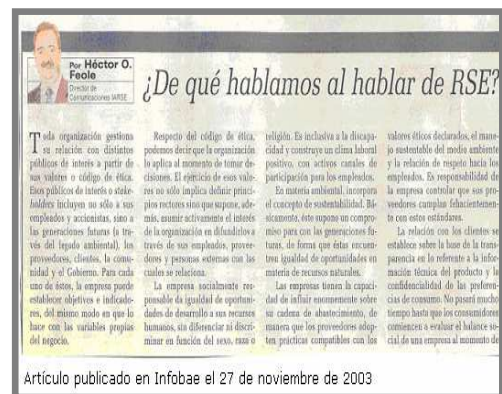 Por Héctor O.
Feole
Director de
Comunicaciones IARSE
¿De qué hablamos al hablar de RSE?
Toda organización gestiona
su relación con distintos
públicos de interés a partir de
sus valores o código de ética.
Esos públicos de interés o stake-
holders incluyen no sólo a sus
empleados y accionistas, sino a
las generaciones futuras (a tra-
vés del legado ambiental), los
proveedores, clientes, la comu-
nidad y el Gobierno. Para cada
uno de éstos, la empresa puede
establecer objetivos e indicado-
res, del mismo modo en que lo
hace con las variables propias
del negocio.
Respecto del código de ética,
podemos decir que la organización
lo aplica al momento de tomar de-
cisiones. El ejercicio de esos valo-
res no sólo implica definir princi-
pios rectores sino que supone, ade-
más, asumir activamente el interés
de la organización en difundirlos a
través de sus empleados, provee-
dores y personas externas con las
cuales se relaciona.
La empresa socialmente res-
ponsable da igualdad de oportuni-
dades de desarrollo a sus recursos
humanos, sin diferenciar ni discri-
minar en función del sexo, raza o
religión. Es inclusiva a la discapa-
cidad y construye un clima laboral
positivo, con activos canales de
participación para los empleados.
En materia ambiental, incorpora
el concepto de sustentabilidad. Bá-
sicamente, éste supone un compro-
miso para con las generaciones fu-
turas, de forma que éstas encuen-
tren igualdad de oportunidades en
materia de recursos naturales.
Las empresas tienen la capaci-
dad de influir enormemente sobre
su cadena de abastecimiento, de
manera que los proveedores adop-
ten prácticas compatibles con los
valores éticos declarados, el mane-
jo sustentable del medio ambiente
y la relación de respeto hacia los
empleados. Es responsabilidad de
la empresa controlar que sus pro-
veedores cumplan fehacientemen-
te con estos estándares.
La relación con los clientes se
establece sobre la base de la trans-
parencia en lo referente a la infor-
mación técnica del producto y la
confidencialidad de las preferen-
cias de consumo. No pasará mucho
tiempo hasta que los consumidores
comiencen a evaluar el balance so-
cial de una empresa al momento de
Artículo publicado en Infobae el 27 de noviembre de 2003